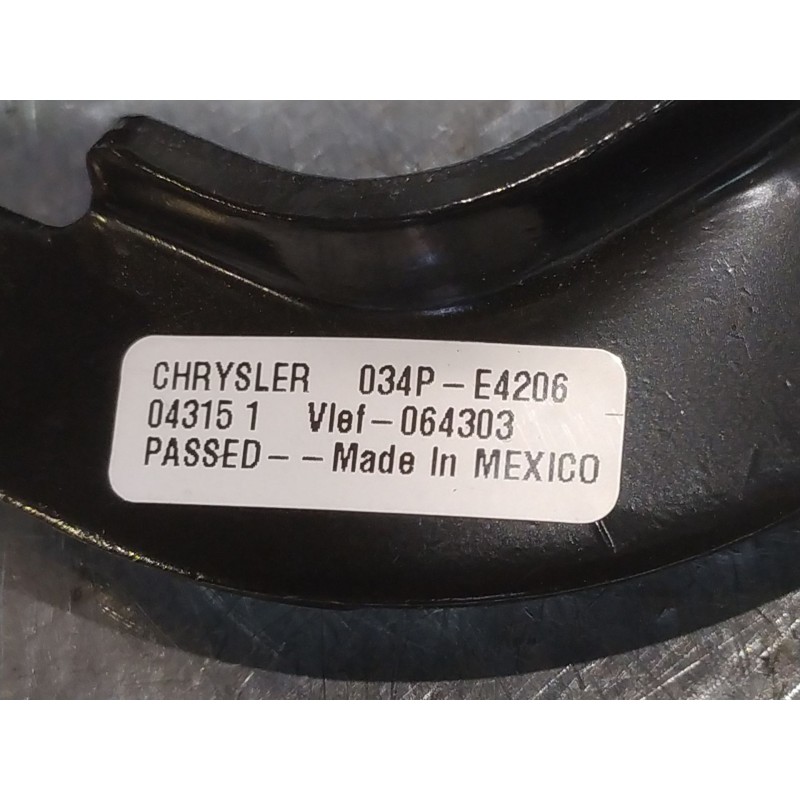 CHRYSLER 034P-E4206
04315 1 Vlef-064303
PASSED--Made In MEXICO